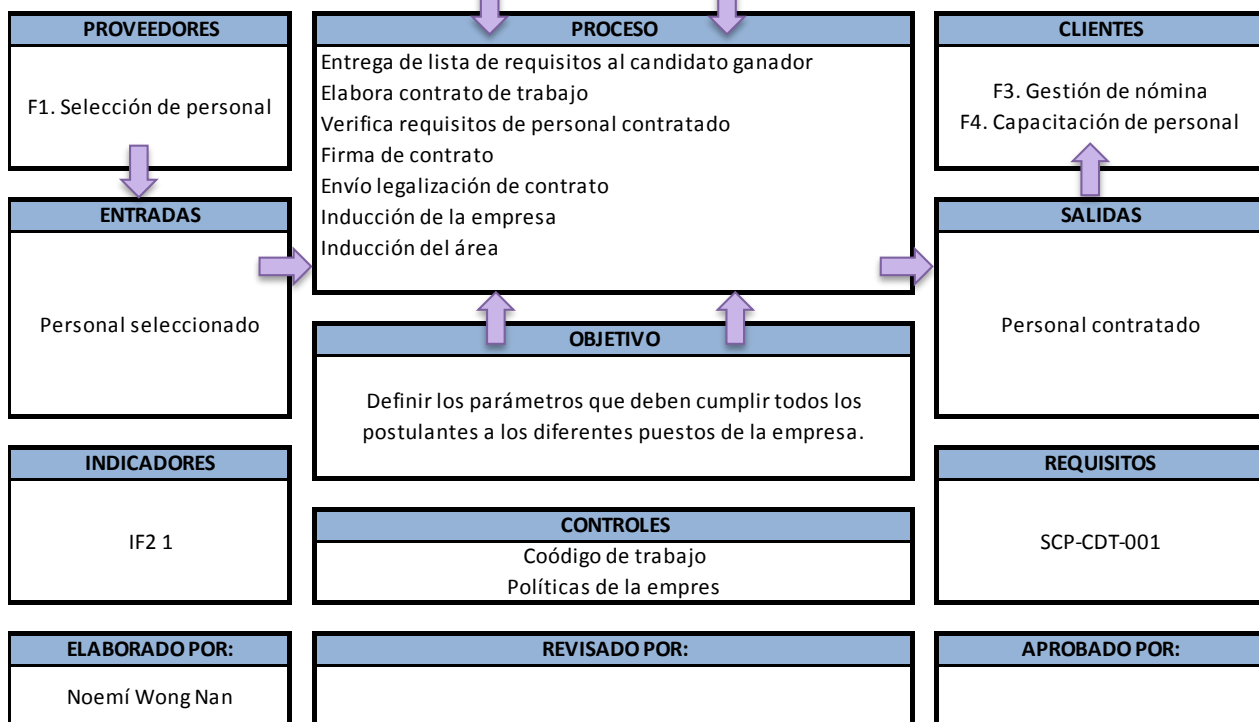 PROVEEDORES
F1. Selección de personal
ENTRADAS
Personal seleccionado
INDICADORES
IF2 1
ELABORADO POR:
Noemí Wong Nan
PROCESO
Entrega de lista de requisitos al candidato ganador
Elabora contrato de trabajo
Verifica requisitos de personal contratado
Firma de contrato
Envío legalización de contrato
Inducción de la empresa
Inducción del área
OBJETIVO
Definir los parámetros que deben cumplir todos los
postulantes a los diferentes puestos de la empresa.
CONTROLES
Coódigo de trabajo
Políticas de la empres
REVISADO POR:
CLIENTES
F3. Gestión de nómina
F4. Capacitación de personal
SALIDAS
Personal contratado
REQUISITOS
SCP-CDT-001
APROBADO POR: